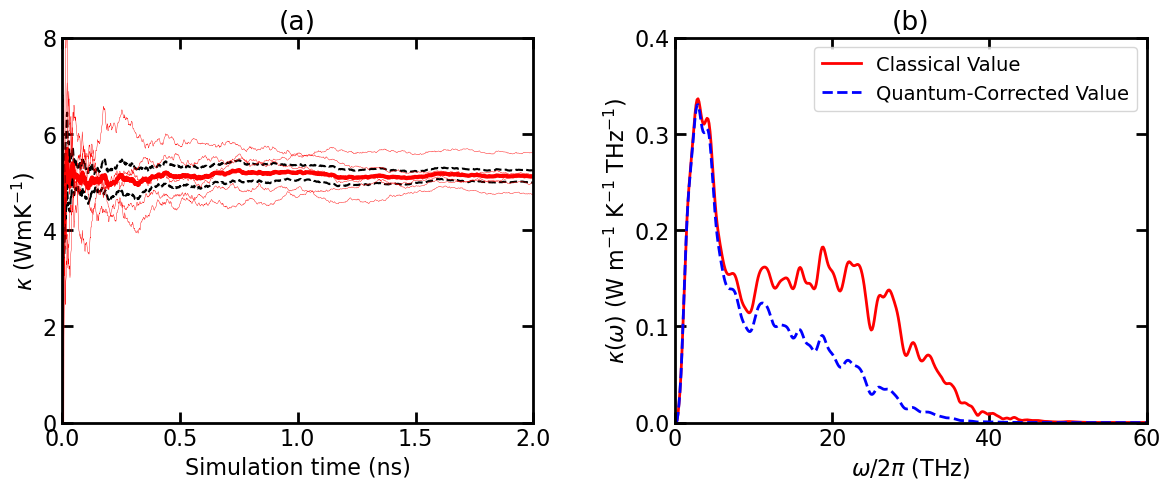 (a)
8
6
4
2
0
κ (WmK⁻¹)
0.0 0.5 1.0 1.5 2.0
Simulation time (ns)
(b)
0.4
0.3
0.2
0.1
0.0
κ(ω) (W m⁻¹ K⁻¹ THz⁻¹)
Classical Value
Quantum-Corrected Value
0 20 40 60
ω/2π (THz)